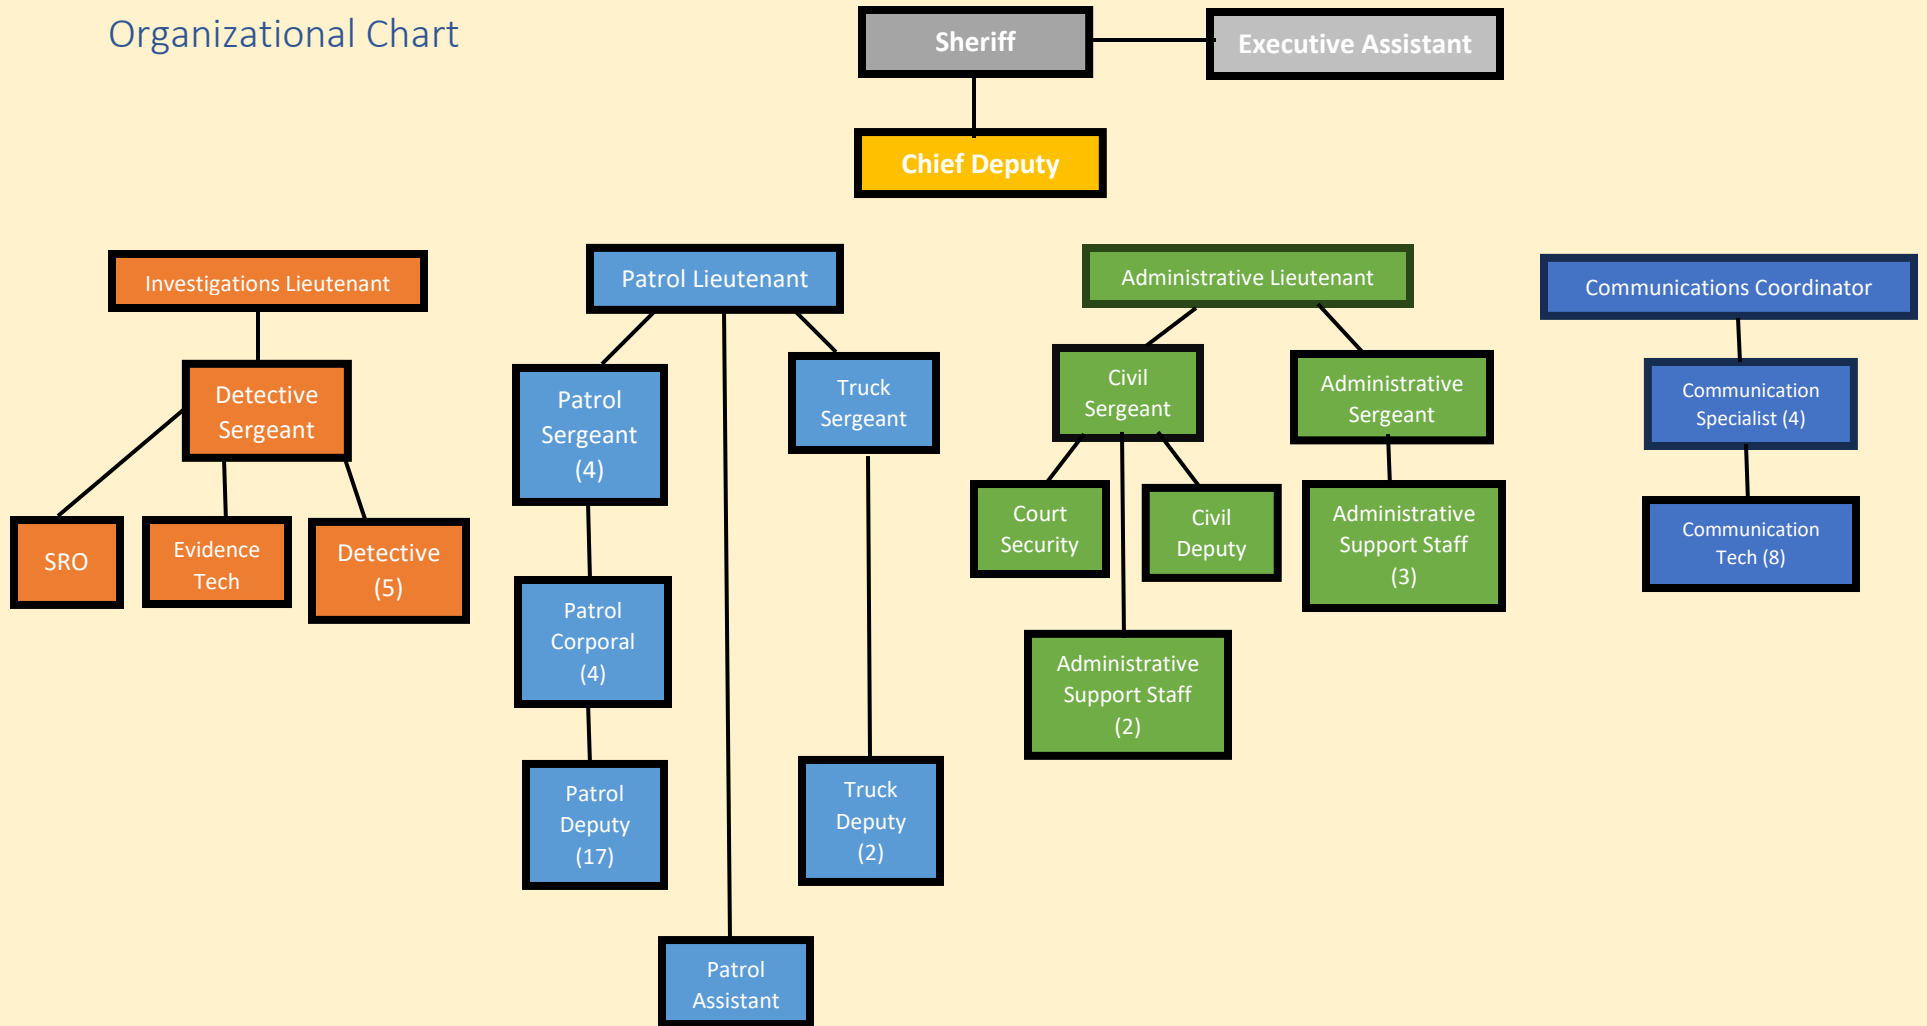 Organizational Chart
Sheriff
Executive Assistant
Chief Deputy
Investigations Lieutenant
Detective
Sergeant
SRO
Evidence
Tech
Detective
(5)
Patrol Lieutenant
Patrol
Sergeant
(4)
Patrol
Corporal
(4)
Patrol
Deputy
(17)
Patrol
Assistant
Truck
Sergeant
Truck
Deputy
(2)
Administrative Lieutenant
Civil
Sergeant
Court
Security
Civil
Deputy
Administrative
Support Staff
(2)
Administrative
Sergeant
Administrative
Support Staff
(3)
Communications Coordinator
Communication
Specialist (4)
Communication
Tech (8)